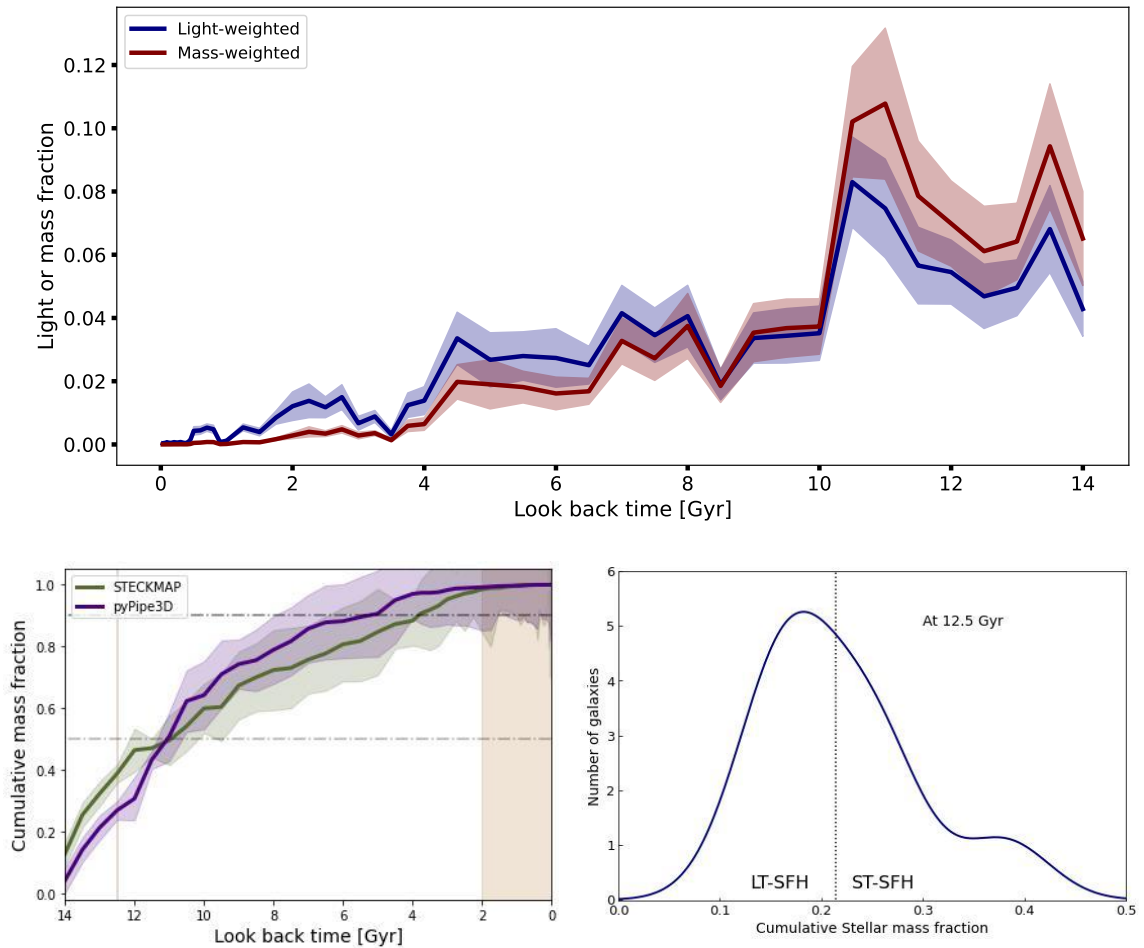 Light-weighted
Mass-weighted
0.12
0.10
0.08
0.06
0.04
0.02
0.00
Light or mass fraction
0 2 4 6 8 10 12 14
Look back time [Gyr]
STECKMAP
pyPipe3D
1.0
0.8
0.6
0.4
0.2
0.0
Cumulative mass fraction
14 12 10 8 6 4 2 0
Look back time [Gyr]
6
5
4
3
2
1
0
Number of galaxies
At 12.5 Gyr
LT-SFH ST-SFH
0.0 0.1 0.2 0.3 0.4 0.5
Cumulative Stellar mass fraction